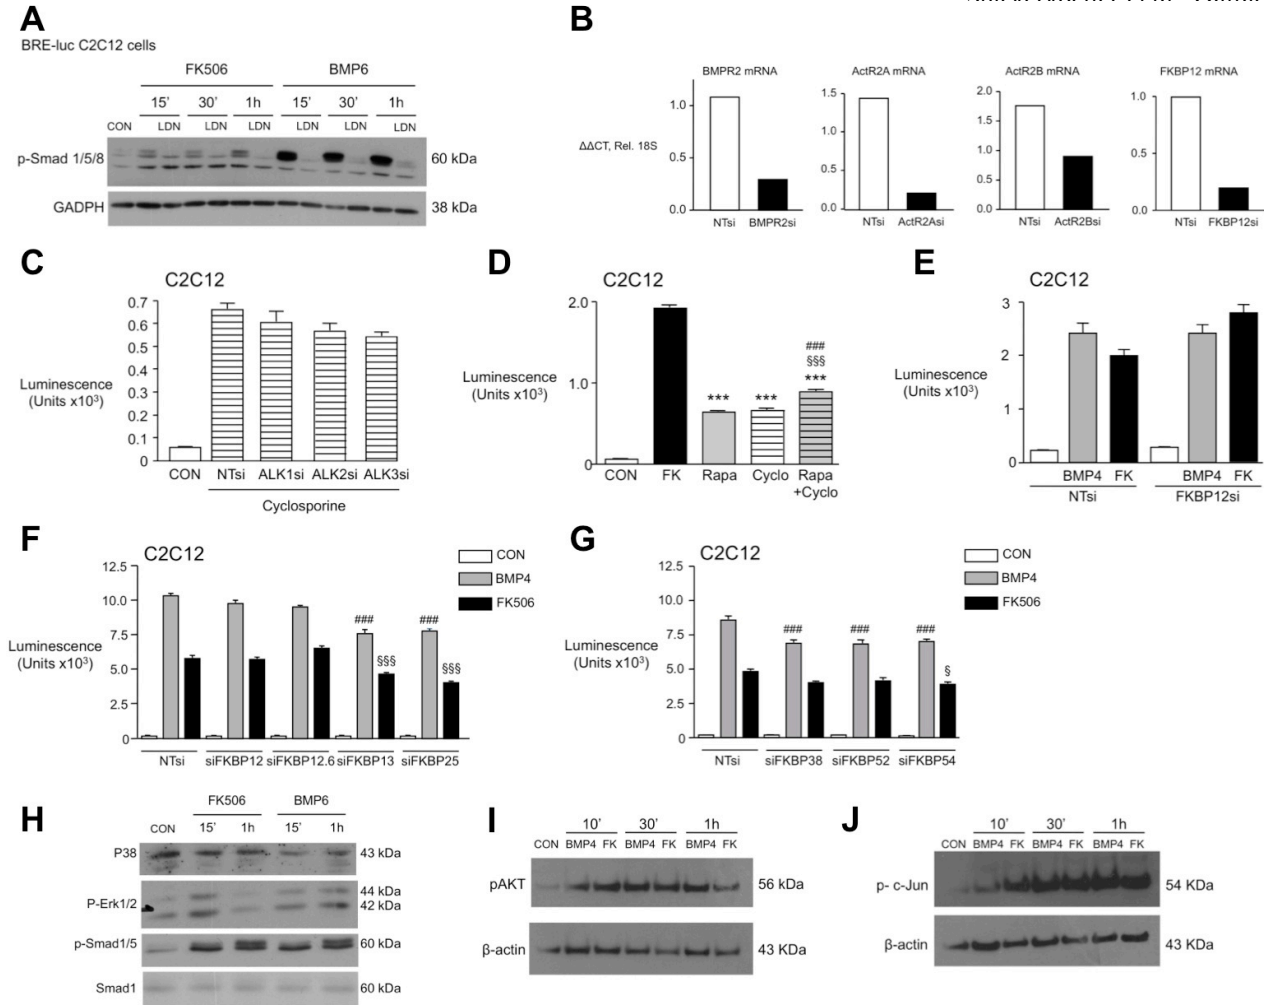 A
BRE-luc C2C12 cells
FK506 BMP6
15' 30' 1h 15' 30' 1h
CON LDN LDN LDN LDN LDN LDN
p-Smad 1/5/8 60 kDa
GADPH 38 kDa
B
BMPR2 mRNA ActR2A mRNA ActR2B mRNA FKBP12 mRNA
ΔΔCT, Rel. 18S
1.0
0.5
0.0
NTsi BMPR2si
1.5
1.0
0.5
0.0
NTsi ActR2Asi
2.0
1.5
1.0
0.5
0.0
NTsi ActR2Bsi
1.0
0.5
0.0
NTsi FKBP12si
C
C2C12
Luminescence
(Units x10³)
0.7
0.6
0.5
0.4
0.3
0.2
0.1
0
CON NTsi ALK1si ALK2si ALK3si
Cyclosporine
D
C2C12
Luminescence
(Units x10³)
2.0
1.0
0
###
§§§
*** *** ***
CON FK Rapa Cyclo Rapa
+Cyclo
E
C2C12
Luminescence
(Units x10³)
3
2
1
0
BMP4 FK BMP4 FK
NTsi FKBP12si
F
C2C12
CON
BMP4
FK506
Luminescence
(Units x10³)
12.5
10.0
7.5
5.0
2.5
0
### ###
§§§ §§§
NTsi siFKBP12 siFKBP12.6 siFKBP13 siFKBP25
G
C2C12
CON
BMP4
FK506
Luminescence
(Units x10³)
12.5
10.0
7.5
5.0
2.5
0
### ### ###
§
NTsi siFKBP38 siFKBP52 siFKBP54
H
FK506 BMP6
CON 15' 1h 15' 1h
P38 43 kDa
P-Erk1/2 44 kDa
42 kDa
p-Smad1/5 60 kDa
Smad1 60 kDa
I
10' 30' 1h
CON BMP4 FK BMP4 FK BMP4 FK
pAKT 56 kDa
β-actin 43 KDa
J
10' 30' 1h
CON BMP4 FK BMP4 FK BMP4 FK
p- c-Jun 54 KDa
β-actin 43 KDa